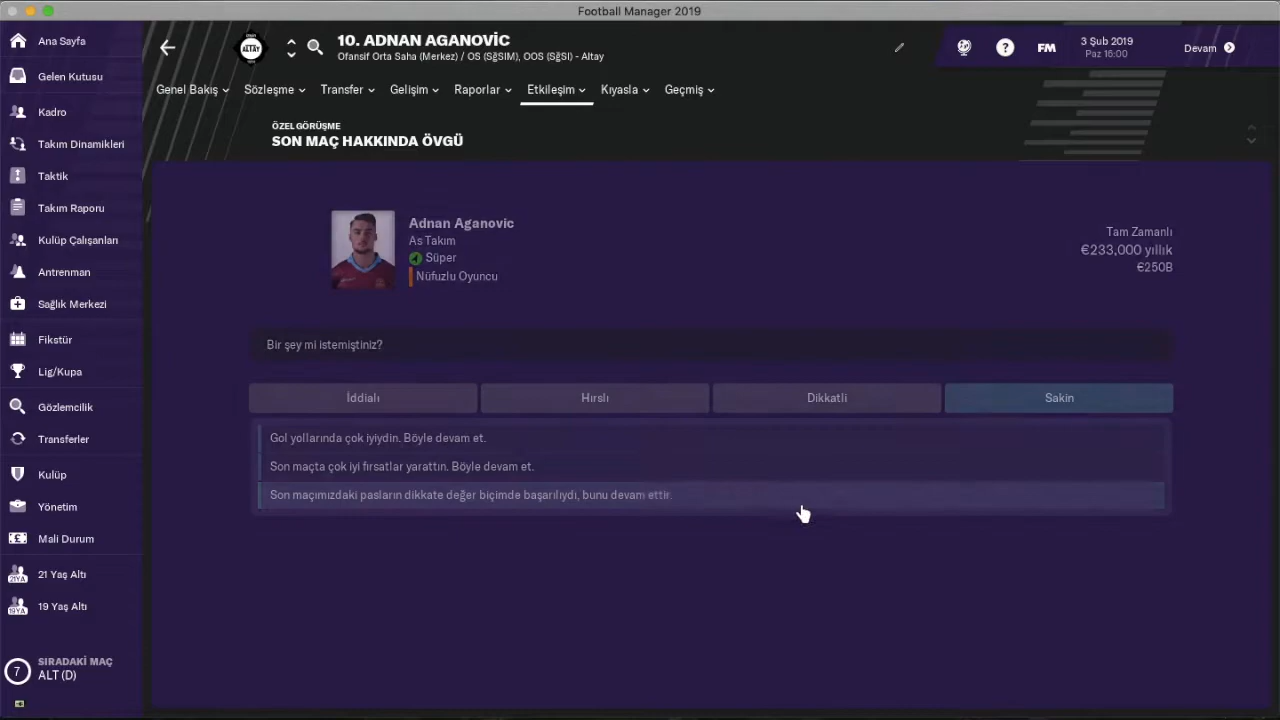 Football Manager 2019
Ana Sayfa
Gelen Kutusu
Kadro
Takım Dinamikleri
Taktik
Takım Raporu
Kulüp Çalışanları
Antrenman
Sağlık Merkezi
Fikstür
Lig/Kupa
Gözlemcilik
Transferler
Kulüp
Yönetim
Mali Durum
21YA
21 Yaş Altı
19YA
19 Yaş Altı
7
SIRADAKİ MAÇ
ALT (D)
ALTAY
10. ADNAN AGANOVİC
Ofansif Orta Saha (Merkez) / OS (SğSIM), OOS (SğSI) - Altay
? FM
3 Şub 2019
Paz 16:00
Devam
Genel Bakış Sözleşme Transfer Gelişim Raporlar Etkileşim Kıyasla Geçmiş
ÖZEL GÖRÜŞME
SON MAÇ HAKKINDA ÖVGÜ
Adnan Aganovic
As Takım
Süper
Nüfuzlu Oyuncu
Tam Zamanlı
€233,000 yıllık
€250B
Bir şey mi istemiştiniz?
İddialı Hırslı Dikkatli Sakin
Gol yollarında çok iyiydin. Böyle devam et.
Son maçta çok iyi fırsatlar yarattın. Böyle devam et.
Son maçımızdaki pasların dikkate değer biçimde başarılıydı, bunu devam ettir.